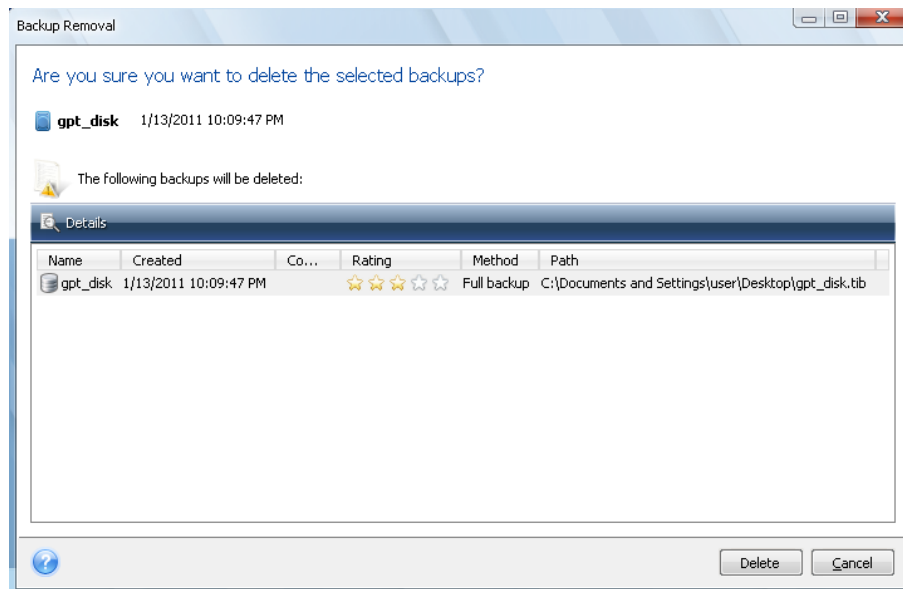 Backup Removal
Are you sure you want to delete the selected backups?
gpt_disk 1/13/2011 10:09:47 PM
The following backups will be deleted:
Details
Name Created Co... Rating Method Path
gpt_disk 1/13/2011 10:09:47 PM Full backup C:\Documents and Settings\user\Desktop\gpt_disk.tib
Delete Cancel